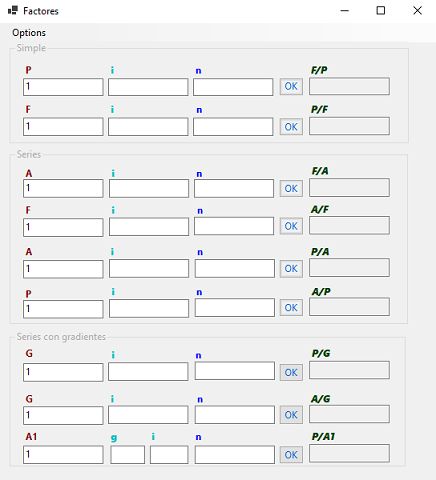 Factores
Options
Simple
P i n F/P
1 OK
F i n P/F
1 OK
Series
A i n F/A
1 OK
F i n A/F
1 OK
A i n P/A
1 OK
P i n A/P
1 OK
Series con gradientes
G i n P/G
1 OK
G i n A/G
1 OK
A1 g i n P/A1
1 OK